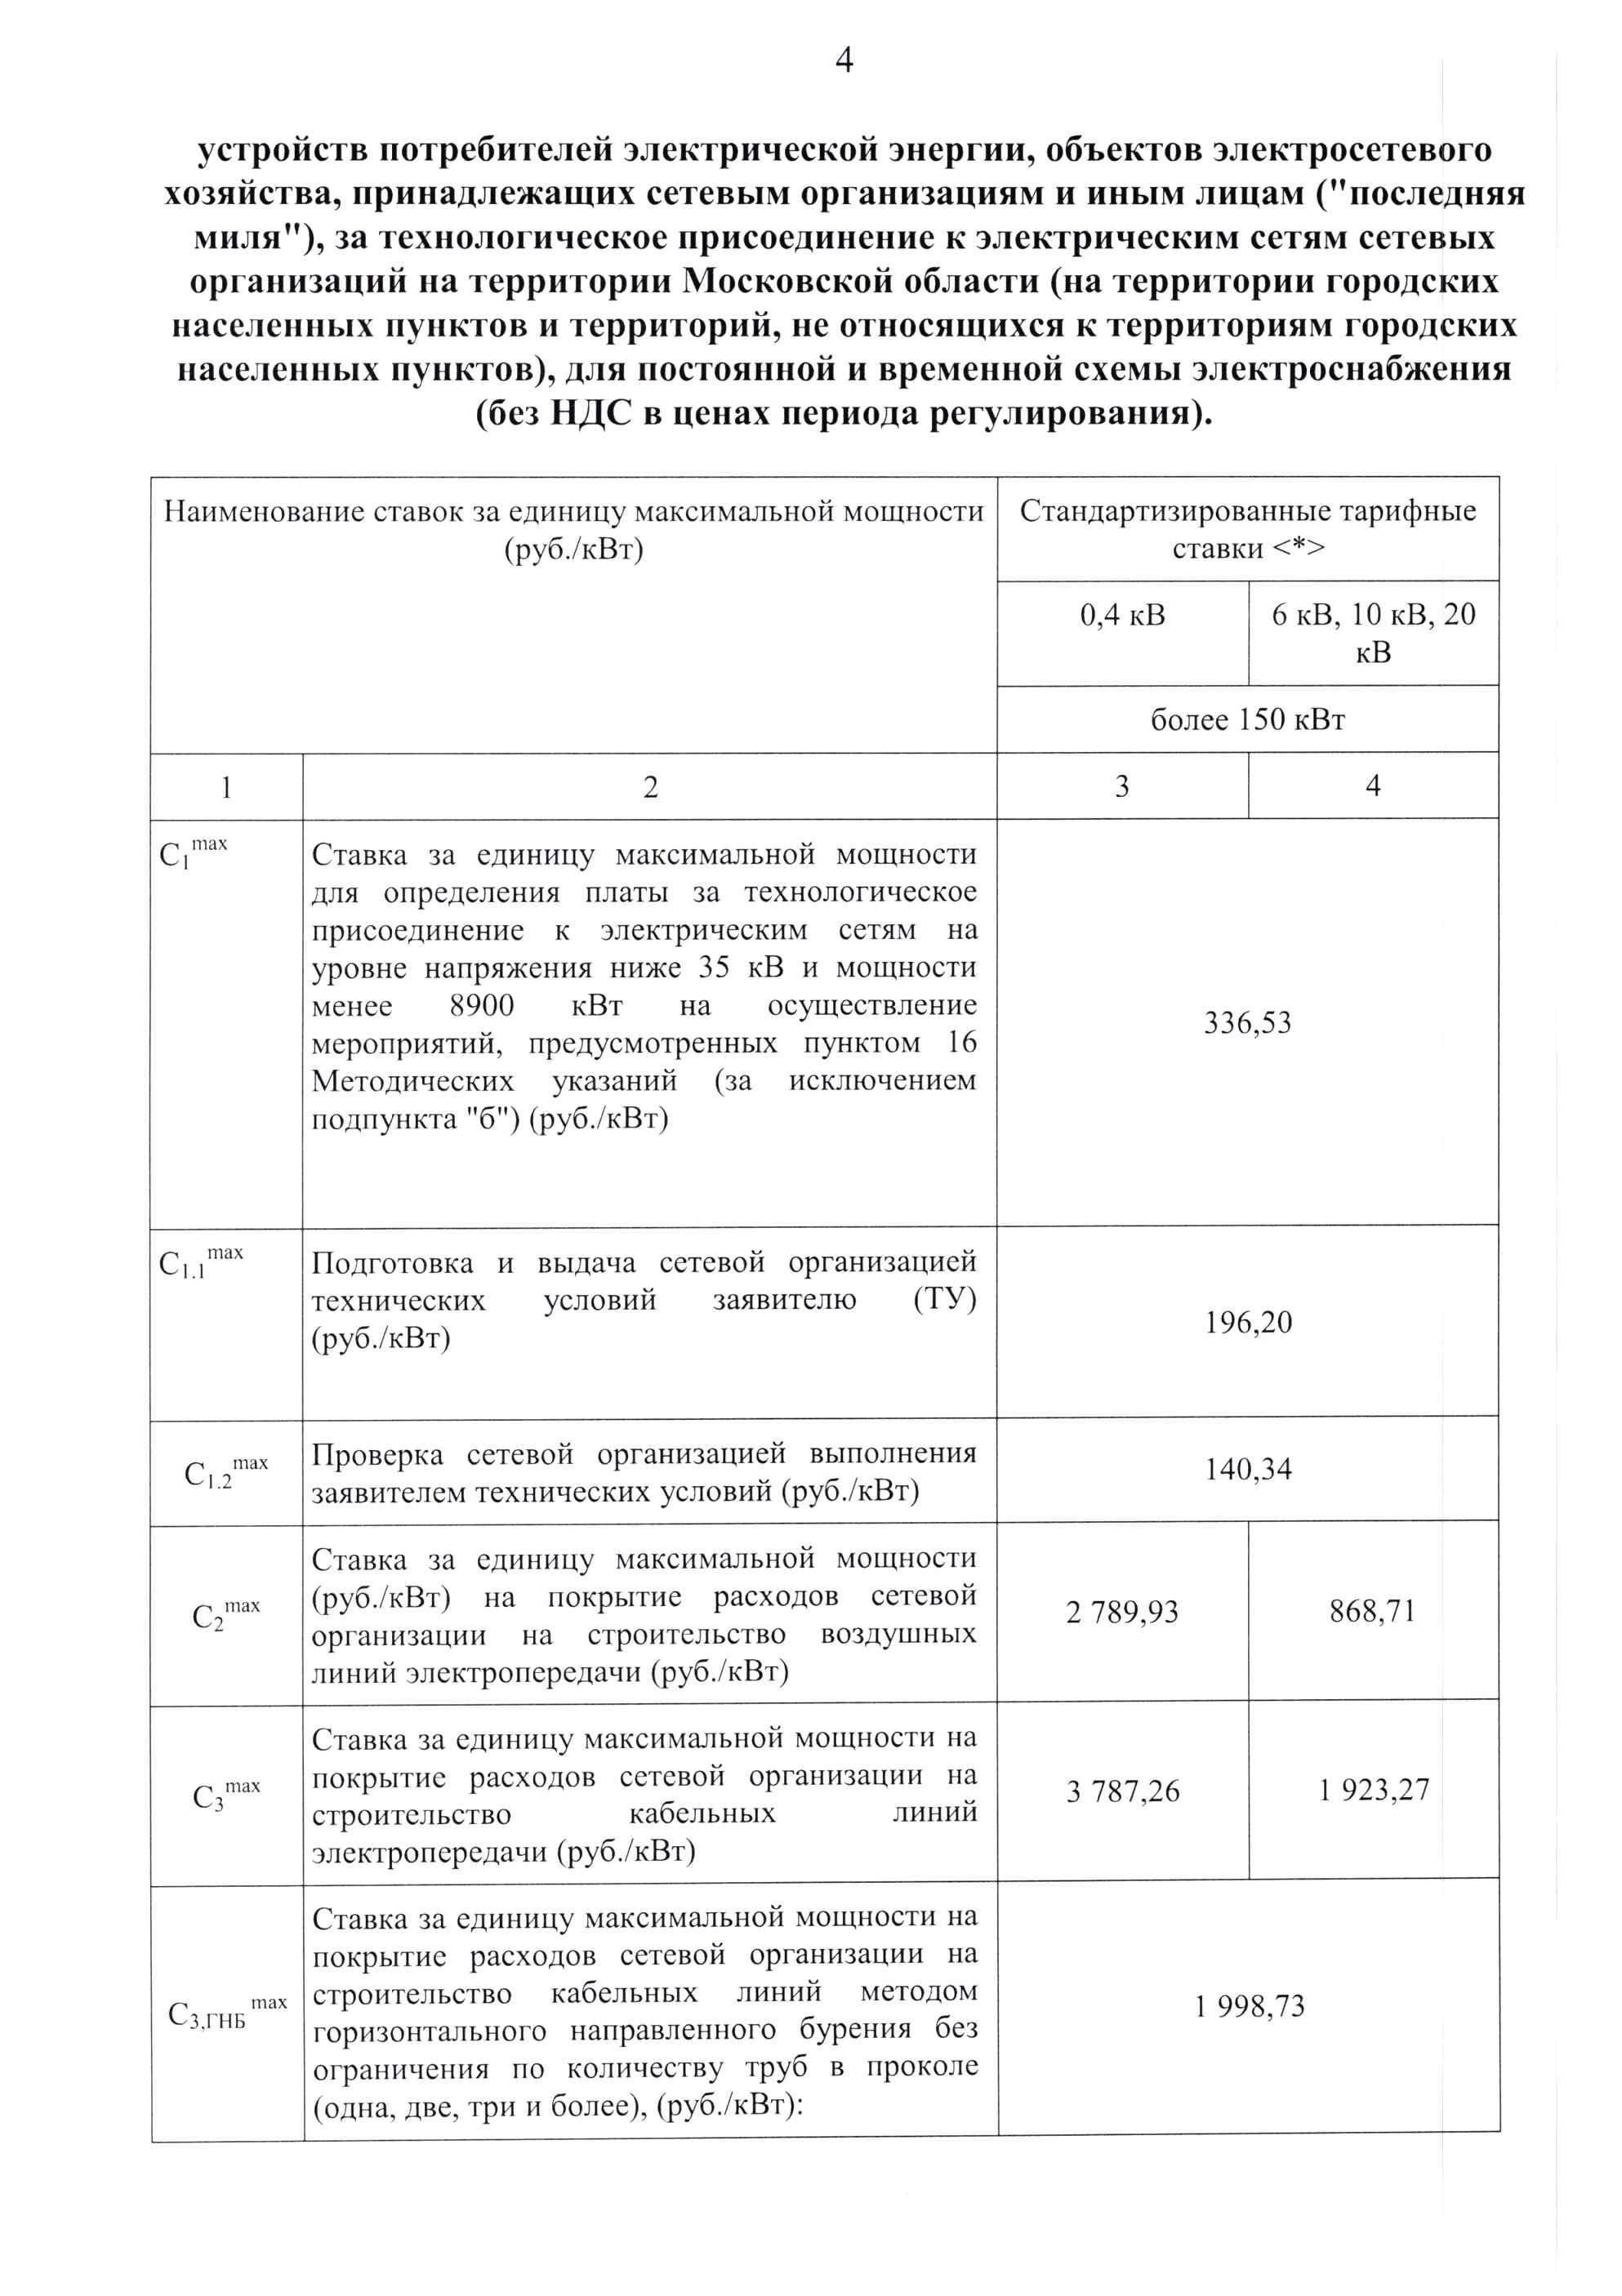 4
устройств потребителей электрической энергии, объектов электросетевого
хозяйства, принадлежащих сетевым организациям и иным лицам ("последняя
миля"), за технологическое присоединение к электрическим сетям сетевых
организаций на территории Московской области (на территории городских
населенных пунктов и территорий, не относящихся к территориям городских
населенных пунктов), для постоянной и временной схемы электроснабжения
(без НДС в ценах периода регулирования).
Наименование ставок за единицу максимальной мощности
(руб./кВт)
Стандартизированные тарифные
ставки <*>
0,4 кВ
6 кВ, 10 кВ, 20
кВ
более 150 кВт
1
2
3
4
C1max
Ставка за единицу максимальной мощности
для определения платы за технологическое
присоединение к электрическим сетям на
уровне напряжения ниже 35 кВ и мощности
менее 8900 кВт на осуществление
мероприятий, предусмотренных пунктом 16
Методических указаний (за исключением
подпункта "б") (руб./кВт)
336,53
C1.1max
Подготовка и выдача сетевой организацией
технических условий заявителю (ТУ)
(руб./кВт)
196,20
C1.2max
Проверка сетевой организацией выполнения
заявителем технических условий (руб./кВт)
140,34
C2max
Ставка за единицу максимальной мощности
(руб./кВт) на покрытие расходов сетевой
организации на строительство воздушных
линий электропередачи (руб./кВт)
2 789,93
868,71
C3max
Ставка за единицу максимальной мощности на
покрытие расходов сетевой организации на
строительство кабельных линий
электропередачи (руб./кВт)
3 787,26
1 923,27
C3,ГНБmax
Ставка за единицу максимальной мощности на
покрытие расходов сетевой организации на
строительство кабельных линий методом
горизонтального направленного бурения без
ограничения по количеству труб в проколе
(одна, две, три и более), (руб./кВт):
1 998,73